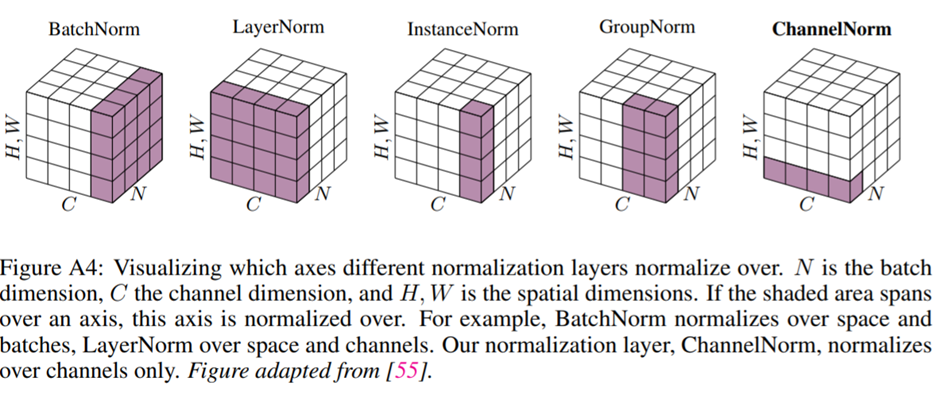 BatchNorm
LayerNorm
InstanceNorm
GroupNorm
ChannelNorm
H, W
C
N
H, W
C
N
H, W
C
N
H, W
C
N
H, W
C
N
Figure A4: Visualizing which axes different normalization layers normalize over. N is the batch
dimension, C the channel dimension, and H, W is the spatial dimensions. If the shaded area spans
over an axis, this axis is normalized over. For example, BatchNorm normalizes over space and
batches, LayerNorm over space and channels. Our normalization layer, ChannelNorm, normalizes
over channels only. Figure adapted from [55].